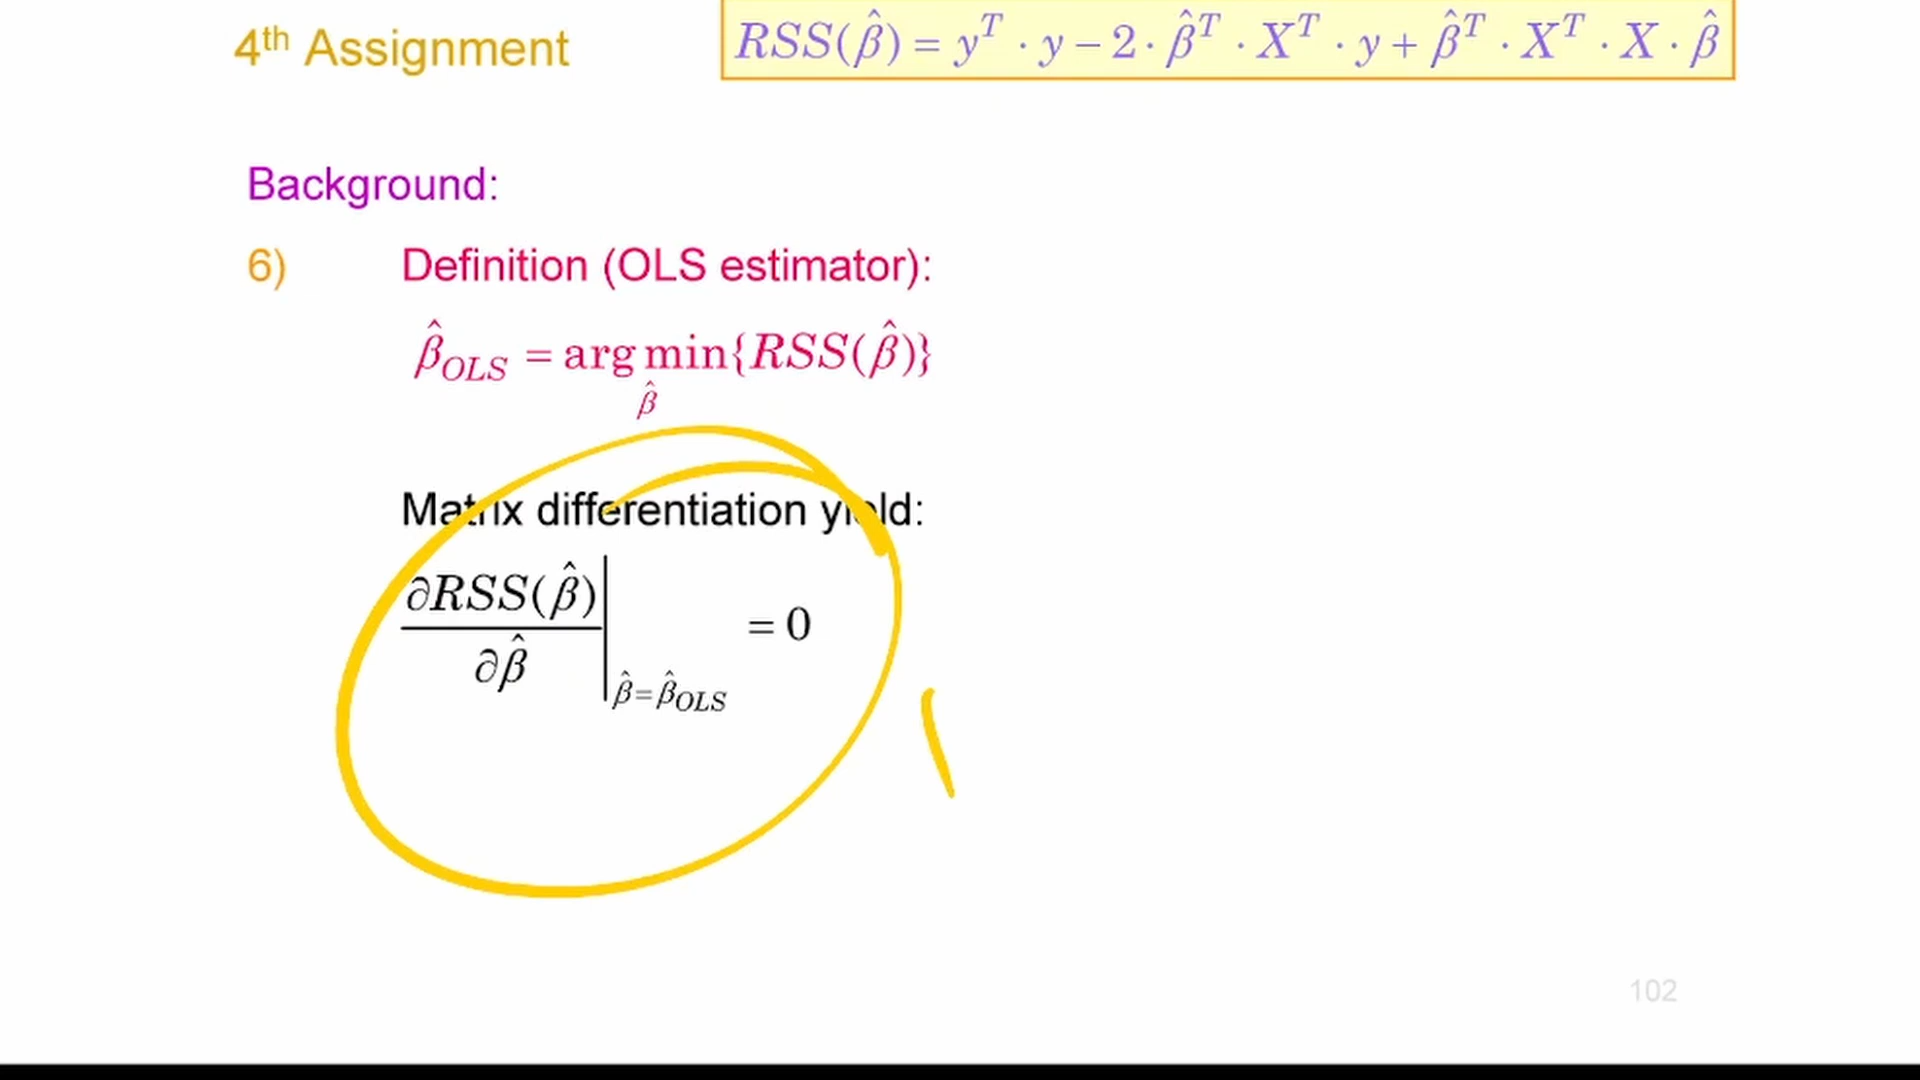 4th Assignment
RSS(β̂) = y^T · y − 2 · β̂^T · X^T · y + β̂^T · X^T · X · β̂
Background:
6) Definition (OLS estimator):
β̂_OLS = arg min{RSS(β̂)}
β̂
Matrix differentiation yield:
∂RSS(β̂)
∂β̂
= 0
β̂=β̂_OLS
102